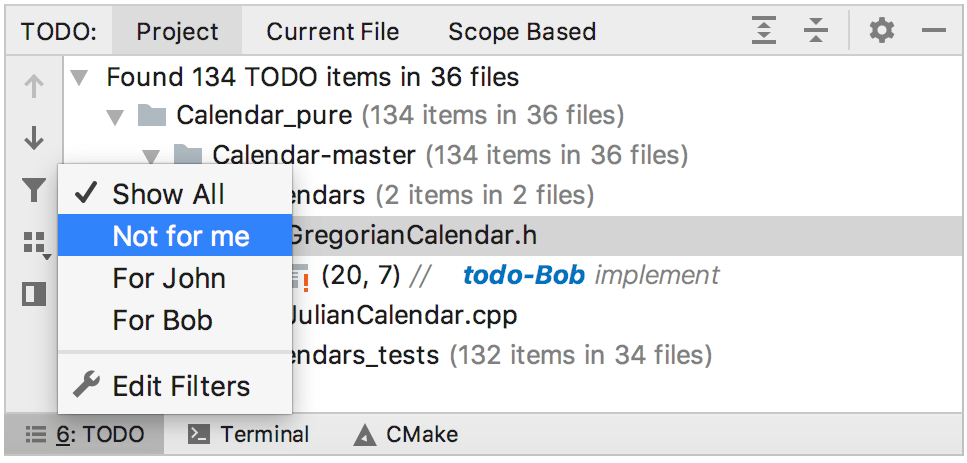 TODO: Project Current File Scope Based
Found 134 TODO items in 36 files
Calendar_pure (134 items in 36 files)
Calendar-master (134 items in 36 files)
Show All
endars (2 items in 2 files)
Not for me
GregorianCalendar.h
For John
(20, 7) // todo-Bob implement
For Bob
JulianCalendar.cpp
endars_tests (132 items in 34 files)
Edit Filters
6: TODO Terminal CMake